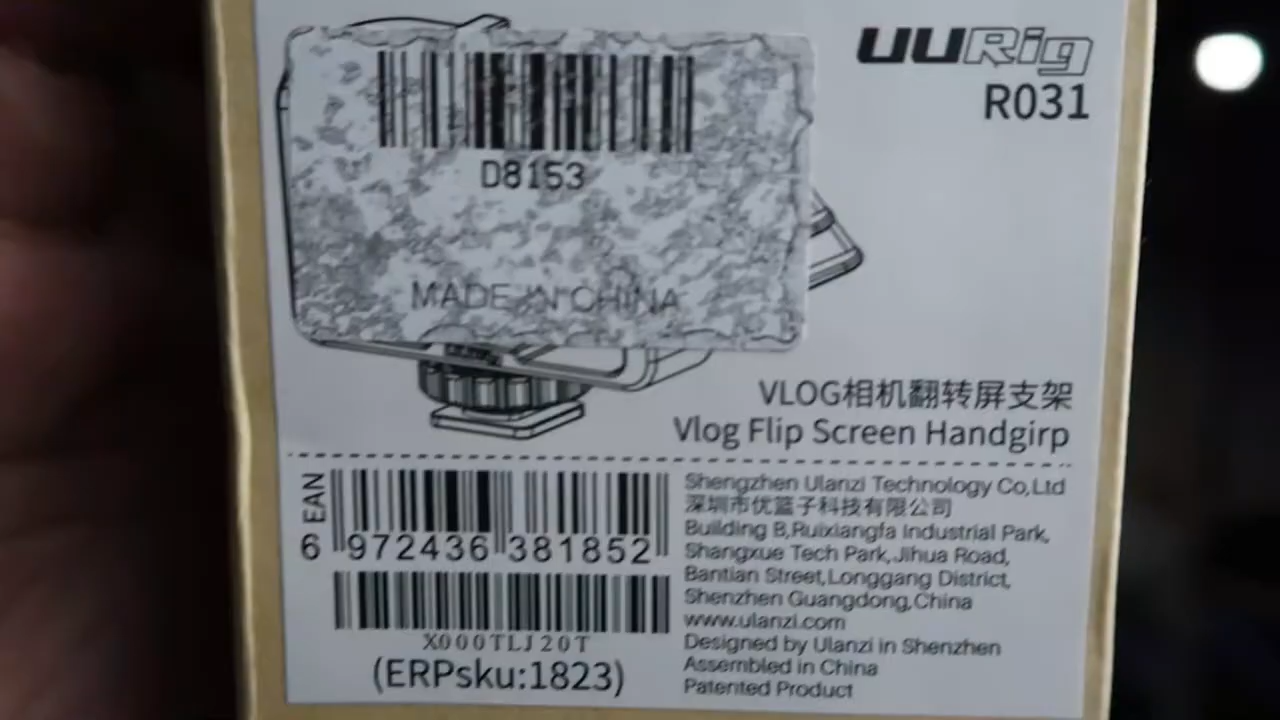 UURig
R031
D8153
MADE IN CHINA
VLOG相机翻转屏支架
Vlog Flip Screen Handgirp
EAN
6 972436 381852
X000TLJ20T
(ERPsku:1823)
Shengzhen Ulanzi Technology Co,Ltd
深圳市优篮子科技有限公司
Building B,Ruixiangfa Industrial Park,
Shangxue Tech Park,Jihua Road,
Bantian Street,Longgang District,
Shenzhen Guangdong,China
www.ulanzi.com
Designed by Ulanzi in Shenzhen
Assembled in China
Patented Product